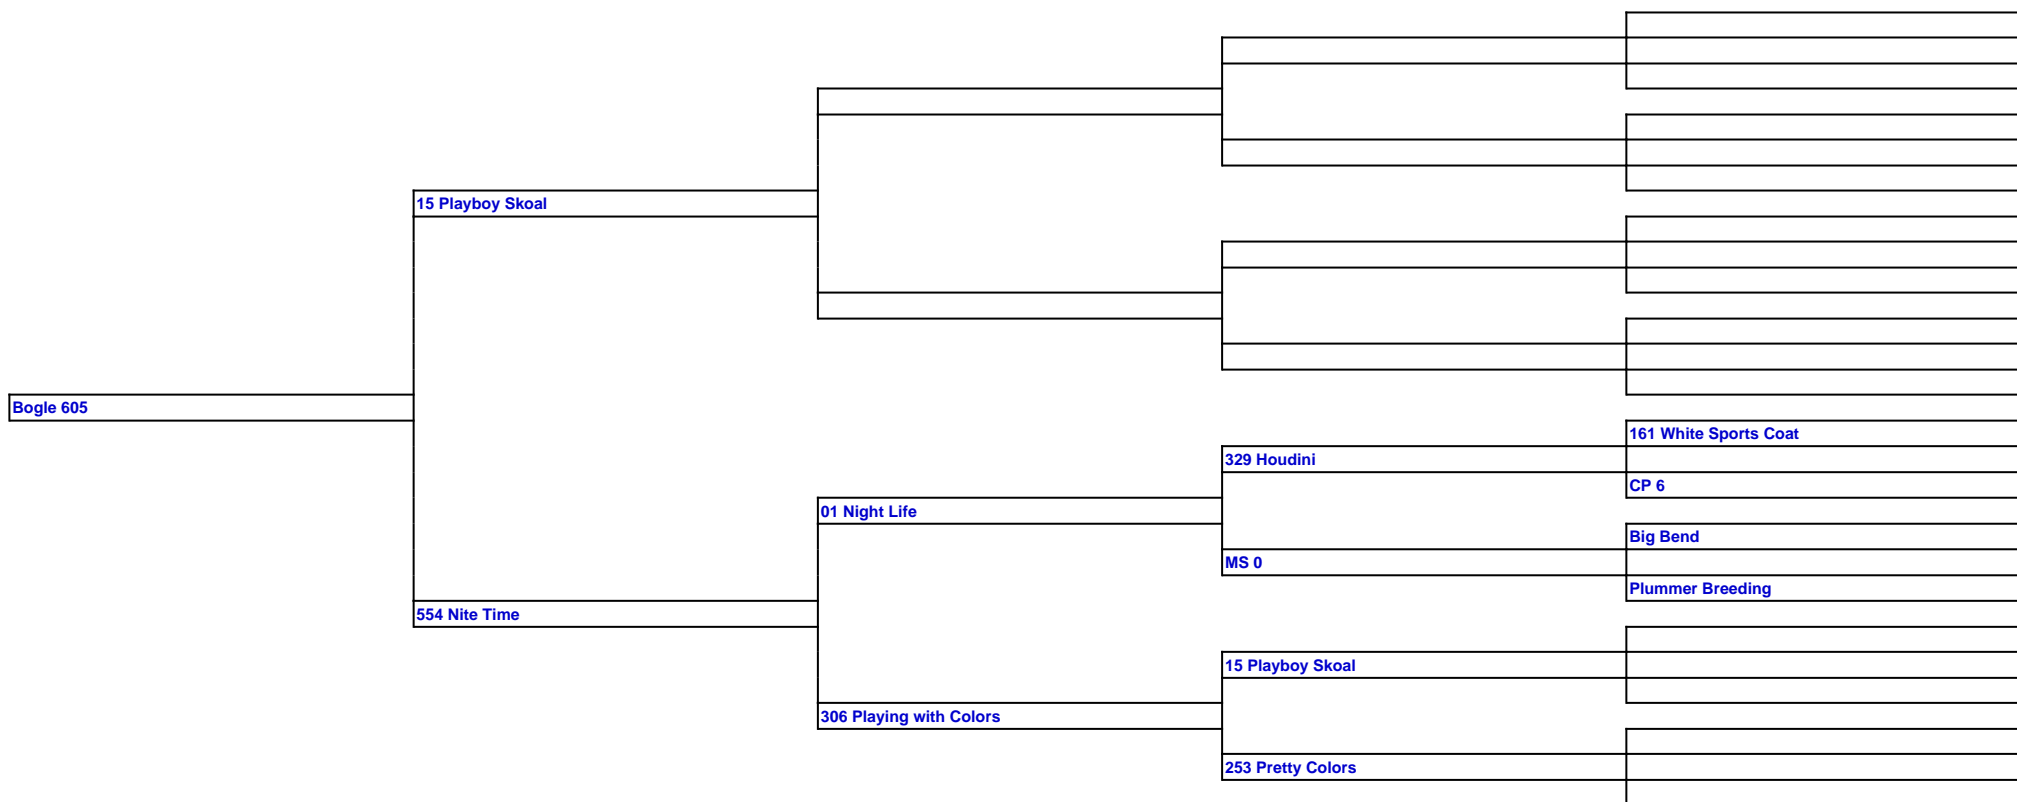 15 Playboy Skoal
Bogle 605
161 White Sports Coat
329 Houdini
CP 6
01 Night Life
Big Bend
MS 0
Plummer Breeding
554 Nite Time
15 Playboy Skoal
306 Playing with Colors
253 Pretty Colors